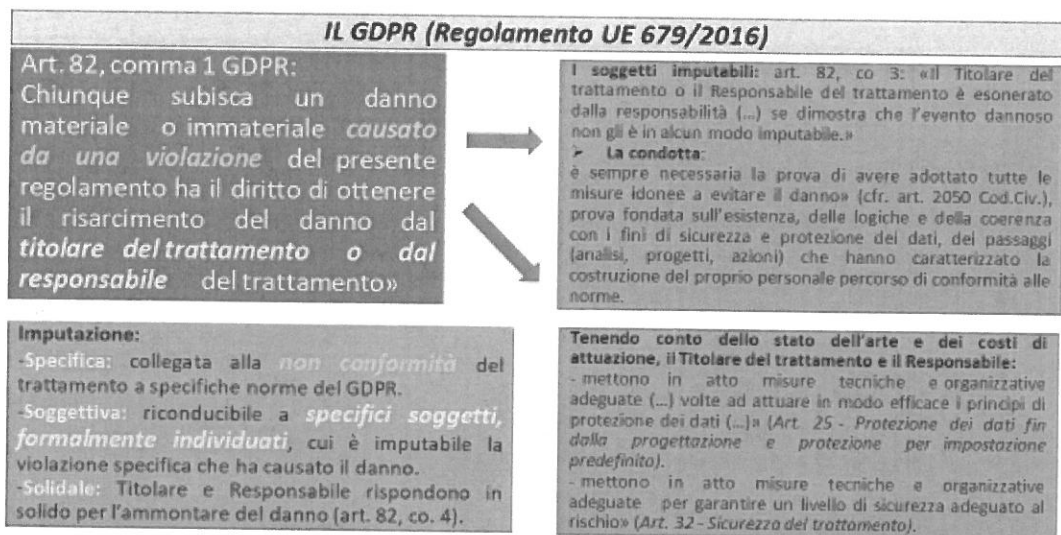 IL GDPR (Regolamento UE 679/2016)
Art. 82, comma 1 GDPR:
Chiunque subisca un danno
materiale o immateriale causato
da una violazione del presente
regolamento ha il diritto di ottenere
il risarcimento del danno dal
titolare del trattamento o dal
responsabile del trattamento»
I soggetti imputabili: art. 82, co 3: «Il Titolare del
trattamento o il Responsabile del trattamento è esonerato
dalla responsabilità (...) se dimostra che l'evento dannoso
non gli è in alcun modo imputabile.»
➤ La condotta:
è sempre necessaria la prova di avere adottato tutte le
misure idonee a evitare il danno» (cfr. art. 2050 Cod.Civ.),
prova fondata sull'esistenza, delle logiche e della coerenza
con i fini di sicurezza e protezione dei dati, dei passaggi
(analisi, progetti, azioni) che hanno caratterizzato la
costruzione del proprio personale percorso di conformità alle
norme.
Imputazione:
-Specifica: collegata alla non conformità del
trattamento a specifiche norme del GDPR.
-Soggettiva: riconducibile a specifici soggetti,
formalmente individuati, cui è imputabile la
violazione specifica che ha causato il danno.
-Solidale: Titolare e Responsabile rispondono in
solido per l'ammontare del danno (art. 82, co. 4).
Tenendo conto dello stato dell'arte e dei costi di
attuazione, il Titolare del trattamento e il Responsabile:
- mettono in atto misure tecniche e organizzative
adeguate (...) volte ad attuare in modo efficace i principi di
protezione dei dati (...)» (Art. 25 - Protezione dei dati fin
dalla progettazione e protezione per impostazione
predefinita).
- mettono in atto misure tecniche e organizzative
adeguate per garantire un livello di sicurezza adeguato al
rischio» (Art. 32 - Sicurezza del trattamento).